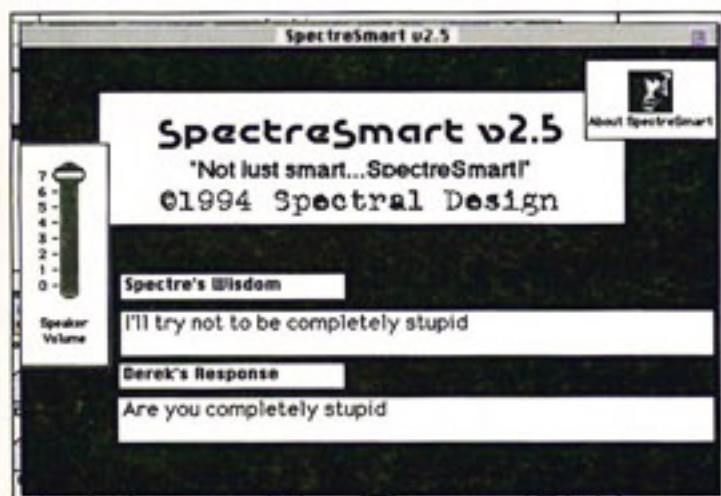 SpectreSmart v2.5
About SpectreSmart
SpectreSmart v2.5
"Not just smart...SpectreSmart!"
©1994 Spectral Design
7
6
5
4
3
2
1
0
Speaker
Volume
Spectre's Wisdom
I'll try not to be completely stupid
Derek's Response
Are you completely stupid